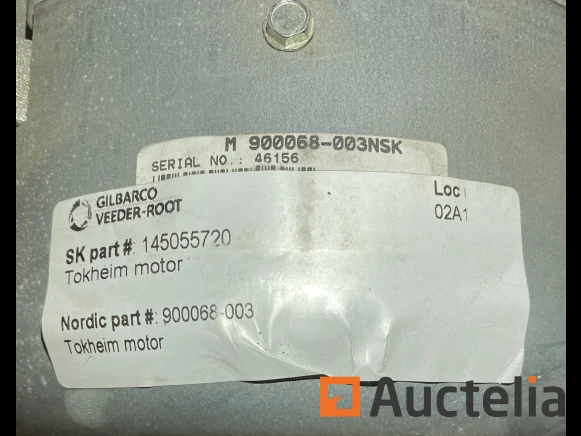 M 900068-003NSK
SERIAL NO.: 46156
GILBARCO
VEEDER-ROOT
Loc
02A1
SK part #: 145055720
Tokheim motor
Nordic part #: 900068-003
Tokheim motor
Auctelia